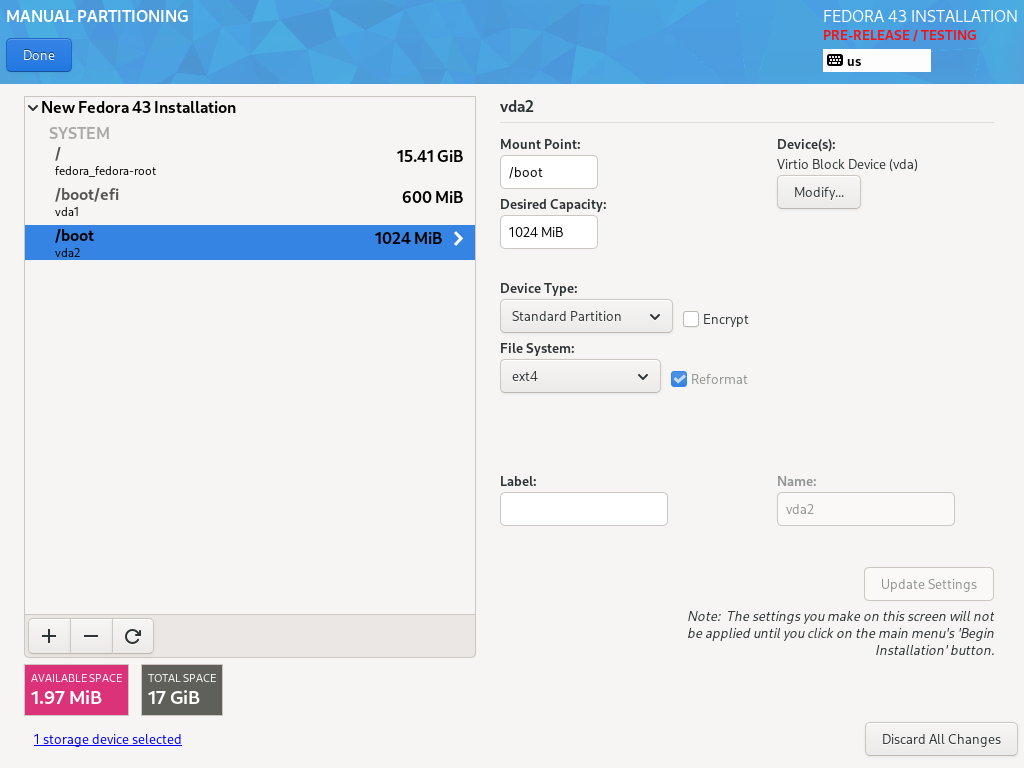 MANUAL PARTITIONING
FEDORA 43 INSTALLATION
PRE-RELEASE / TESTING
Done
us
New Fedora 43 Installation
SYSTEM
/
15.41 GiB
fedora_fedora-root
/boot/efi
600 MiB
vda1
/boot
1024 MiB
vda2
vda2
Mount Point:
/boot
Device(s):
Virtio Block Device (vda)
Modify...
Desired Capacity:
1024 MiB
Device Type:
Standard Partition
Encrypt
File System:
ext4
Reformat
Label:
Name:
vda2
Update Settings
Note: The settings you make on this screen will not
be applied until you click on the main menu's 'Begin
Installation' button.
AVAILABLE SPACE
1.97 MiB
TOTAL SPACE
17 GiB
1 storage device selected
Discard All Changes